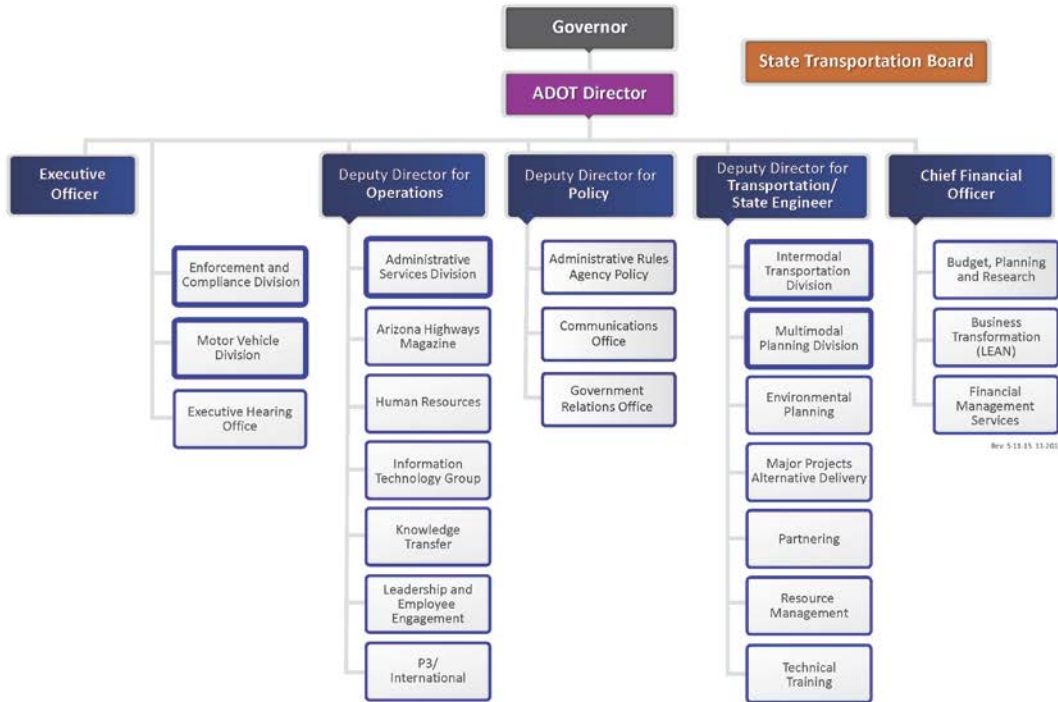 Governor
State Transportation Board
ADOT Director
Executive
Officer
Enforcement and
Compliance Division
Motor Vehicle
Division
Executive Hearing
Office
Deputy Director for
Operations
Administrative
Services Division
Arizona Highways
Magazine
Human Resources
Information
Technology Group
Knowledge
Transfer
Leadership and
Employee
Engagement
P3/
International
Deputy Director for
Policy
Administrative Rules
Agency Policy
Communications
Office
Government
Relations Office
Deputy Director for
Transportation/
State Engineer
Intermodal
Transportation
Division
Multimodal
Planning Division
Environmental
Planning
Major Projects
Alternative Delivery
Partnering
Resource
Management
Technical
Training
Chief Financial
Officer
Budget, Planning
and Research
Business
Transformation
(LEAN)
Financial
Management
Services